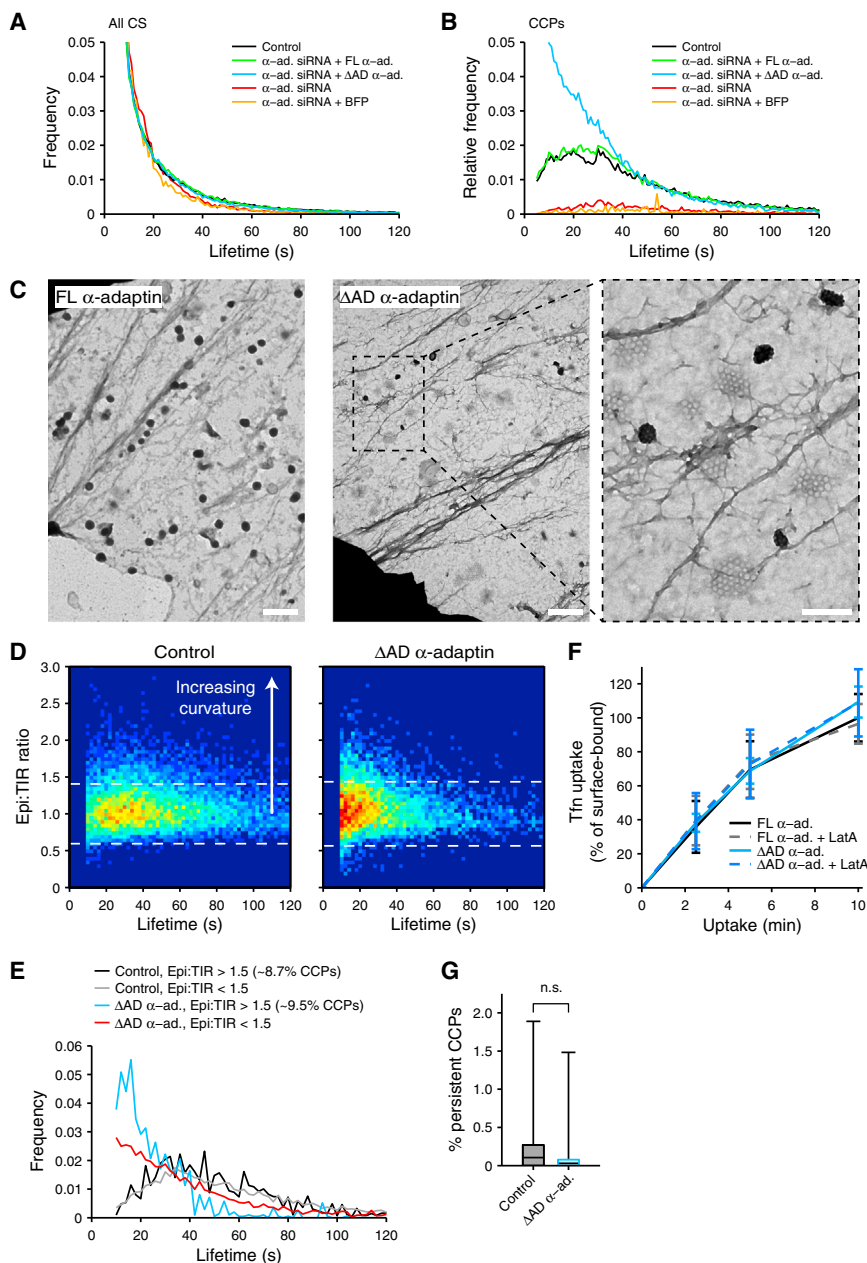 A
All CS
0.05
0.04
0.03
0.02
0.01
0
Frequency
0
20
40
60
80
100
120
Lifetime (s)
Control
α-ad. siRNA + FL α-ad.
α-ad. siRNA + ΔAD α-ad.
α-ad. siRNA
α-ad. siRNA + BFP
B
CCPs
0.05
0.04
0.03
0.02
0.01
0
Relative frequency
0
20
40
60
80
100
120
Lifetime (s)
Control
α-ad. siRNA + FL α-ad.
α-ad. siRNA + ΔAD α-ad.
α-ad. siRNA
α-ad. siRNA + BFP
C
FL α-adaptin
ΔAD α-adaptin
D
Control
3.0
2.5
2.0
1.5
1.0
0.5
0
Epi:TIR ratio
Increasing
curvature
0
20
40
60
80
100
120
Lifetime (s)
ΔAD α-adaptin
0
20
40
60
80
100
120
Lifetime (s)
F
120
100
80
60
40
20
0
Tfn uptake
(% of surface-bound)
FL α-ad.
FL α-ad. + LatA
ΔAD α-ad.
ΔAD α-ad. + LatA
0
2
4
6
8
10
Uptake (min)
E
Control, Epi:TIR > 1.5 (~8.7% CCPs)
Control, Epi:TIR < 1.5
ΔAD α-ad., Epi:TIR > 1.5 (~9.5% CCPs)
ΔAD α-ad., Epi:TIR < 1.5
0.06
0.05
0.04
0.03
0.02
0.01
0
Frequency
0
20
40
60
80
100
120
Lifetime (s)
G
n.s.
2.0
1.5
1.0
0.5
0
% persistent CCPs
Control
ΔAD α-ad.